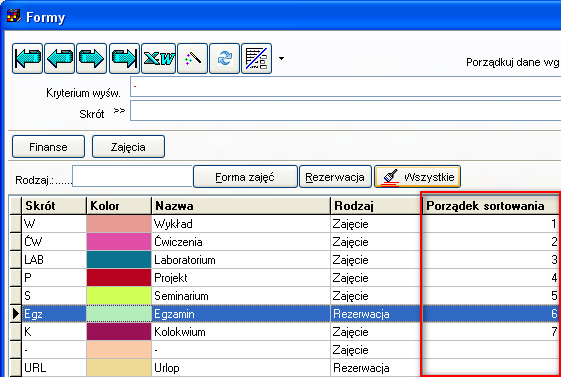 Formy
XW
Porządkuj dane wg
Kryterium wyśw.
Skrót >>
Finanse Zajęcia
Rodzaj.:...... Forma zajęć Rezerwacja Wszystkie
Skrót Kolor Nazwa Rodzaj Porządek sortowania
W Wykład Zajęcie 1
ĆW Ćwiczenia Zajęcie 2
LAB Laboratorium Zajęcie 3
P Projekt Zajęcie 4
S Seminarium Zajęcie 5
Egz Egzamin Rezerwacja 6
K Kolokwium Zajęcie 7
- - Zajęcie
URL Urlop Rezerwacja